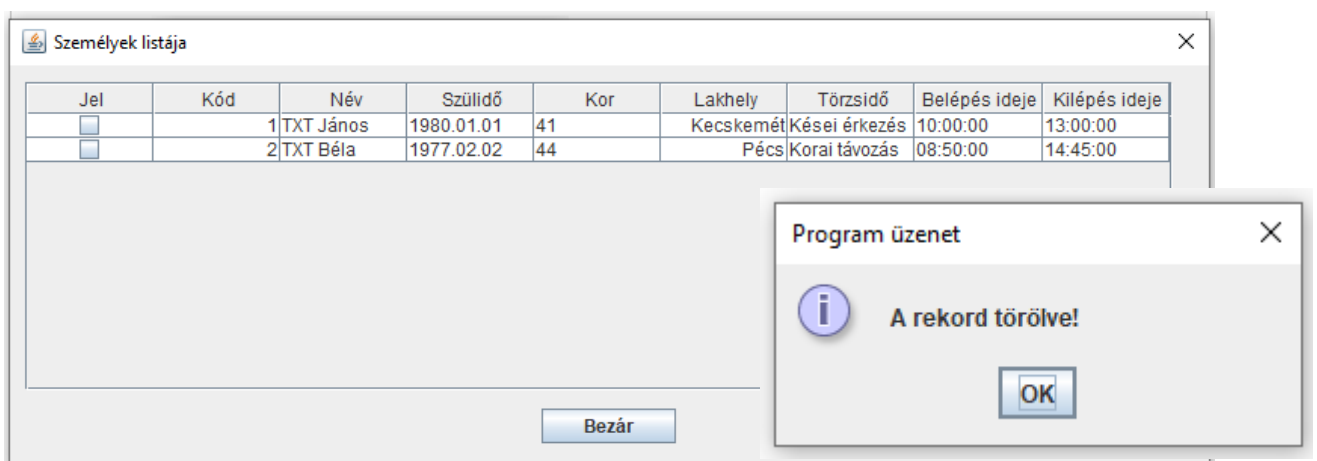 Személyek listája
Jel Kód Név Szülidő Kor Lakhely Törzsidő Belépés ideje Kilépés ideje
1 TXT János 1980.01.01 41 Kecskemét Kései érkezés 10:00:00 13:00:00
2 TXT Béla 1977.02.02 44 Pécs Korai távozás 08:50:00 14:45:00
Program üzenet
A rekord törölve!
OK
Bezár